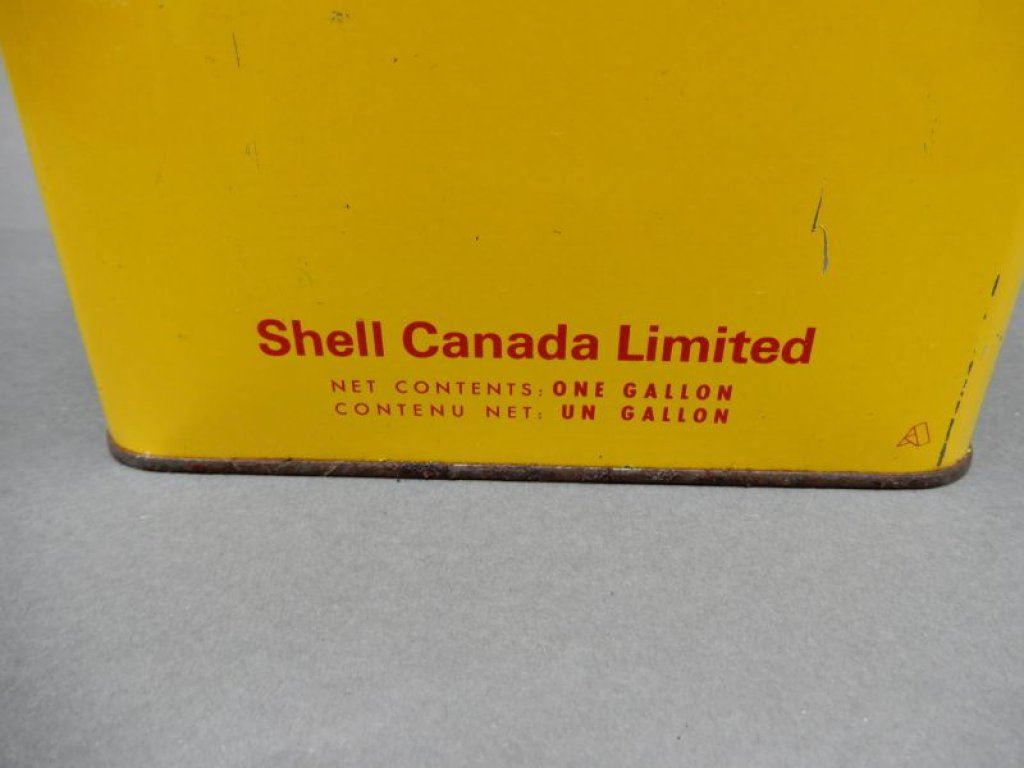 Shell Canada Limited
NET CONTENTS: ONE GALLON
CONTENU NET: UN GALLON